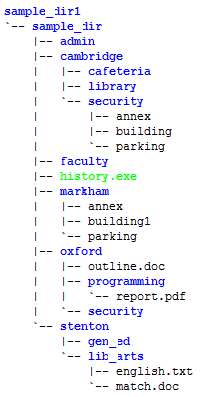 sample_dir1
`-- sample_dir
    |-- admin
    |-- cambridge
    |   |-- cafeteria
    |   |-- library
    |   `-- security
    |       |-- annex
    |       |-- building
    |       `-- parking
    |-- faculty
    |-- history.exe
    |-- markham
    |   |-- annex
    |   |-- building1
    |   `-- parking
    |-- oxford
    |   |-- outline.doc
    |   |-- programming
    |   |   `-- report.pdf
    |   `-- security
    `-- stenton
        |-- gen_ed
        `-- lib_arts
            |-- english.txt
            `-- match.doc